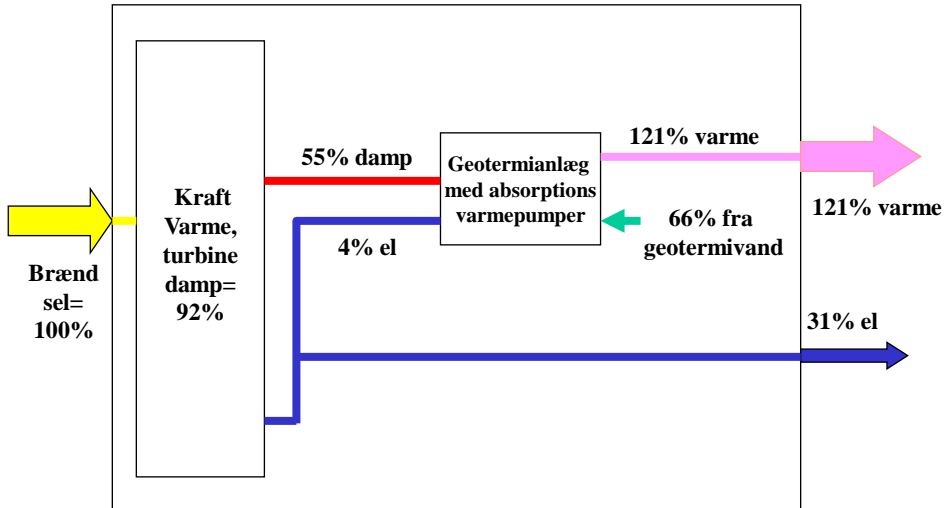 Brænd
sel=
100%
Kraft
Varme,
turbine
damp=
92%
55% damp
4% el
Geotermianlæg
med absorptions
varmepumper
121% varme
66% fra
geotermivand
121% varme
31% el